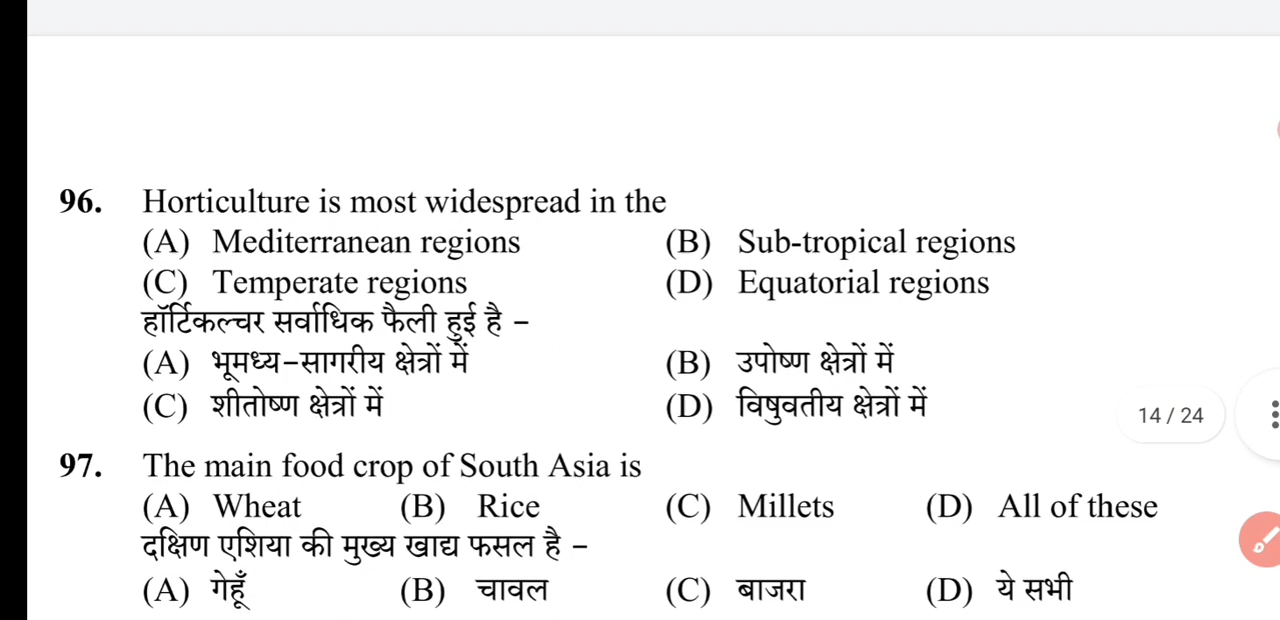 96. Horticulture is most widespread in the
(A) Mediterranean regions (B) Sub-tropical regions
(C) Temperate regions (D) Equatorial regions
हॉर्टिकल्चर सर्वाधिक फैली हुई है –
(A) भूमध्य-सागरीय क्षेत्रों में (B) उपोष्ण क्षेत्रों में
(C) शीतोष्ण क्षेत्रों में (D) विषुवतीय क्षेत्रों में
14 / 24
97. The main food crop of South Asia is
(A) Wheat (B) Rice (C) Millets (D) All of these
दक्षिण एशिया की मुख्य खाद्य फसल है –
(A) गेहूँ (B) चावल (C) बाजरा (D) ये सभी